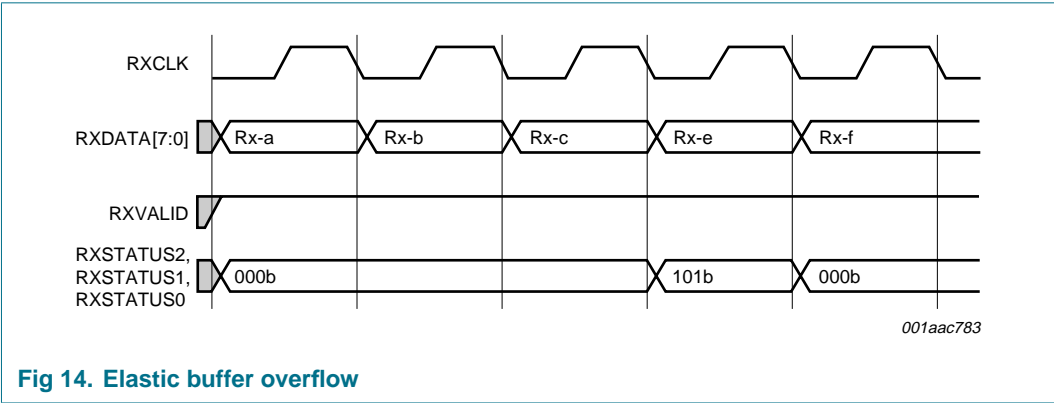 RXCLK
RXDATA[7:0]
Rx-a
Rx-b
Rx-c
Rx-e
Rx-f
RXVALID
RXSTATUS2,
RXSTATUS1,
RXSTATUS0
000b
101b
000b
001aac783
Fig 14. Elastic buffer overflow